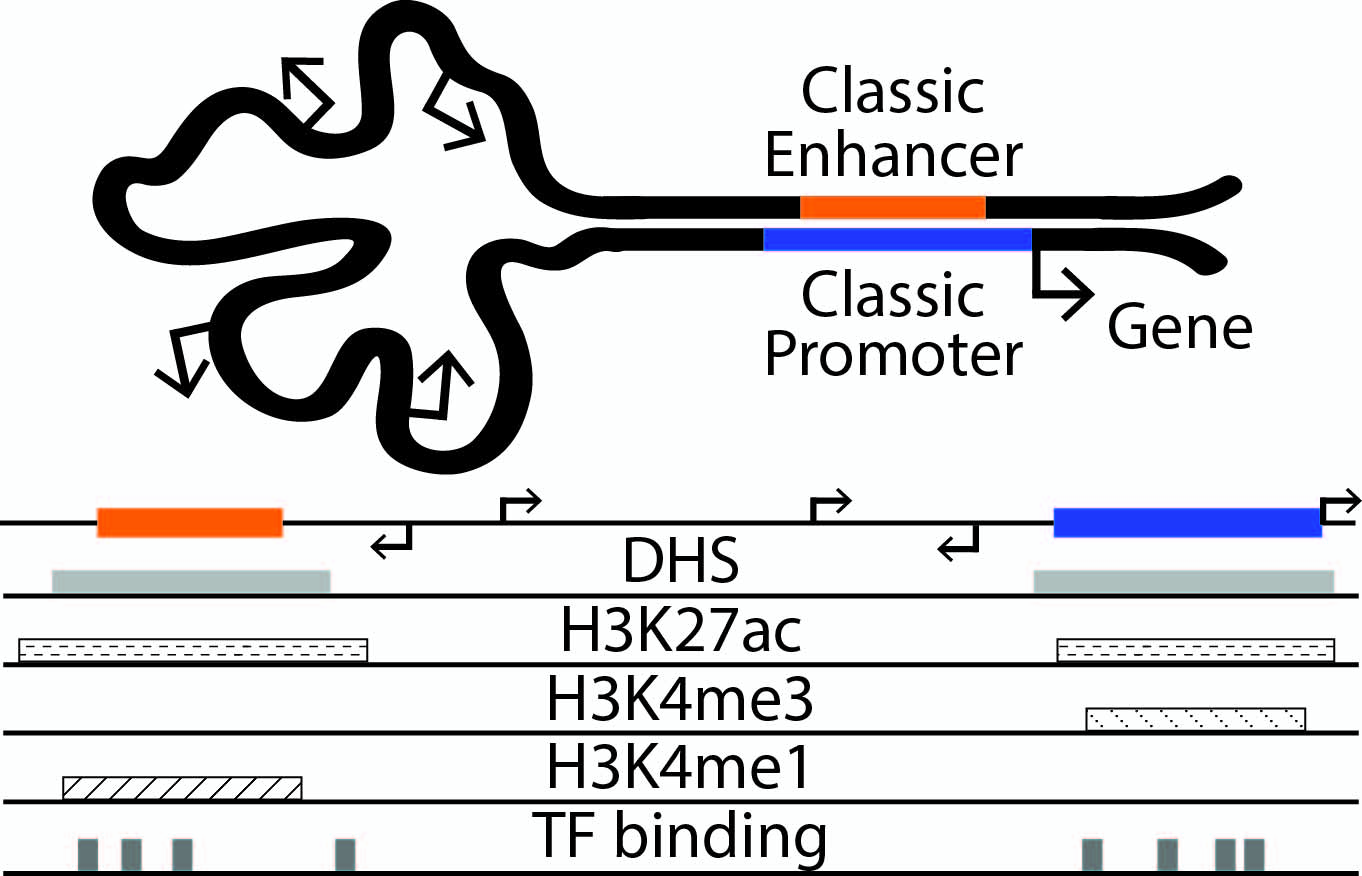 Classic
Enhancer
Classic
Promoter
Gene
DHS
H3K27ac
H3K4me3
H3K4me1
TF binding